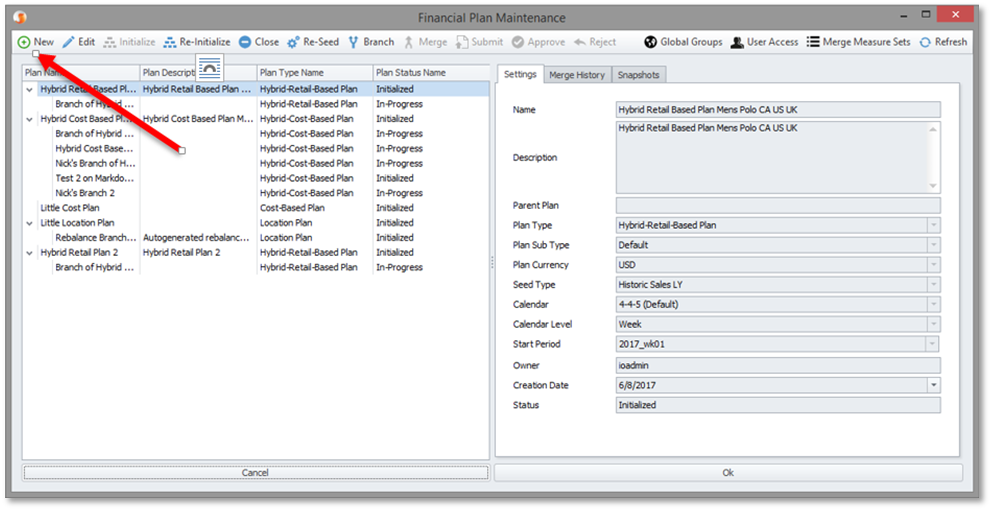 Financial Plan Maintenance
New Edit Initialize Re-Initialize Close Re-Seed Branch Merge Submit Approve Reject Global Groups User Access Merge Measure Sets Refresh
Plan Plan Descripti Plan Type Name Plan Status Name
Hybrid Retail Based Pl... Hybrid Retail Based Plan ... Hybrid-Retail-Based Plan Initialized
Branch of Hybrid ... Hybrid-Retail-Based Plan In-Progress
Hybrid Cost Based Pl... Hybrid Cost Based Plan M... Hybrid-Cost-Based Plan Initialized
Branch of Hybrid ... Hybrid-Cost-Based Plan In-Progress
Hybrid Cost Base... Hybrid-Cost-Based Plan Initialized
Nick's Branch of H... Hybrid-Cost-Based Plan In-Progress
Test 2 on Markdo... Hybrid-Cost-Based Plan Initialized
Nick's Branch 2 Hybrid-Cost-Based Plan In-Progress
Little Cost Plan Cost-Based Plan Initialized
Little Location Plan Location Plan Initialized
Rebalance Branch... Autogenerated rebalanc... Location Plan Initialized
Hybrid Retail Plan 2 Hybrid Retail Plan 2 Hybrid-Retail-Based Plan Initialized
Branch of Hybrid ... Hybrid-Retail-Based Plan In-Progress
Cancel
Settings Merge History Snapshots
Name Hybrid Retail Based Plan Mens Polo CA US UK
Description Hybrid Retail Based Plan Mens Polo CA US UK
Parent Plan
Plan Type Hybrid-Retail-Based Plan
Plan Sub Type Default
Plan Currency USD
Seed Type Historic Sales LY
Calendar 4-4-5 (Default)
Calendar Level Week
Start Period 2017_wk01
Owner ioadmin
Creation Date 6/8/2017
Status Initialized
Ok